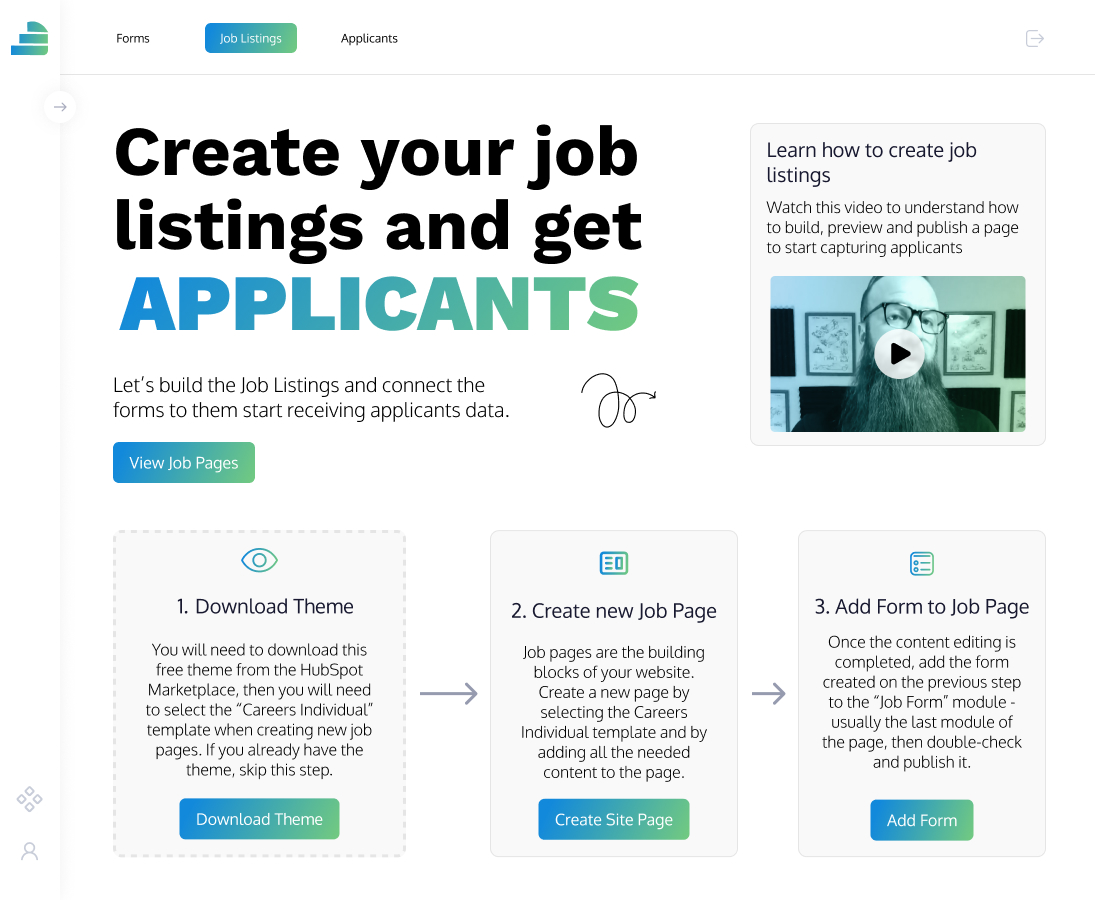 Forms
Job Listings
Applicants
Create your job
listings and get
APPLICANTS
Let's build the Job Listings and connect the
forms to them start receiving applicants data.
View Job Pages
Learn how to create job
listings
Watch this video to understand how
to build, preview and publish a page
to start capturing applicants
1. Download Theme
You will need to download this
free theme from the HubSpot
Marketplace, then you will need
to select the “Careers Individual”
template when creating new job
pages. If you already have the
theme, skip this step.
Download Theme
2. Create new Job Page
Job pages are the building
blocks of your website.
Create a new page by
selecting the Careers
Individual template and by
adding all the needed
content to the page.
Create Site Page
3. Add Form to Job Page
Once the content editing is
completed, add the form
created on the previous step
to the “Job Form” module -
usually the last module of
the page, then double-check
and publish it.
Add Form